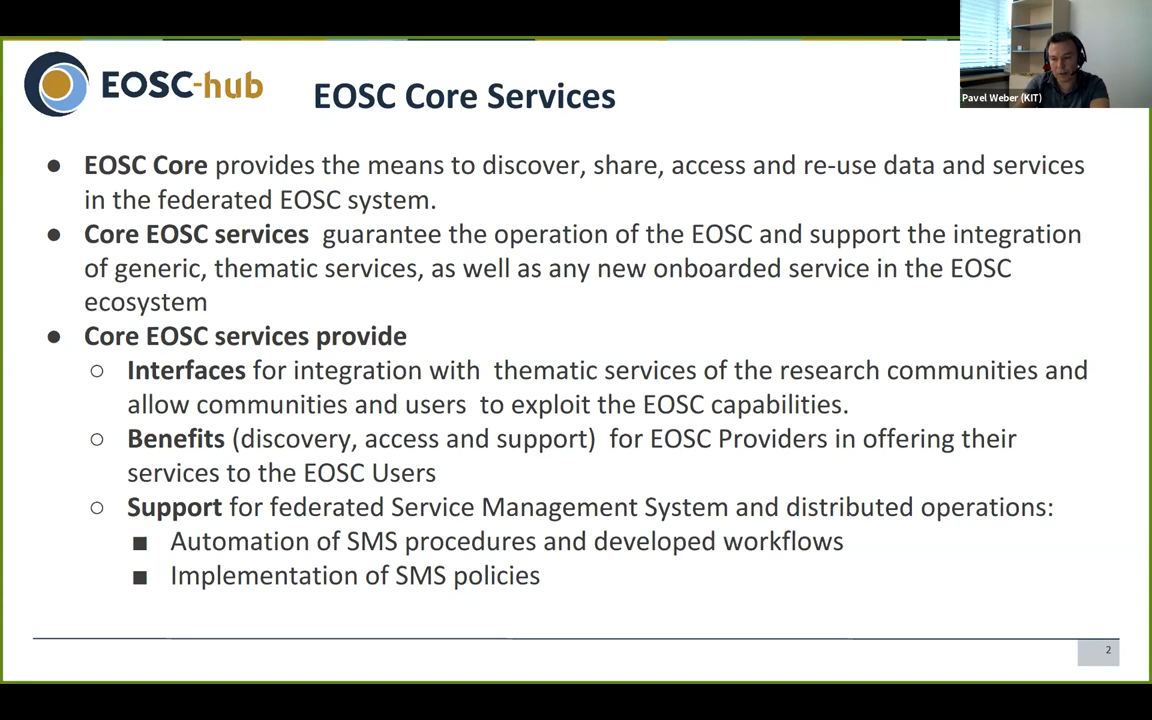 EOSC-hub
EOSC Core Services
Pavel Weber (KIT)
● EOSC Core provides the means to discover, share, access and re-use data and services
in the federated EOSC system.
● Core EOSC services guarantee the operation of the EOSC and support the integration
of generic, thematic services, as well as any new onboarded service in the EOSC
ecosystem
● Core EOSC services provide
○ Interfaces for integration with thematic services of the research communities and
allow communities and users to exploit the EOSC capabilities.
○ Benefits (discovery, access and support) for EOSC Providers in offering their
services to the EOSC Users
○ Support for federated Service Management System and distributed operations:
■ Automation of SMS procedures and developed workflows
■ Implementation of SMS policies
2